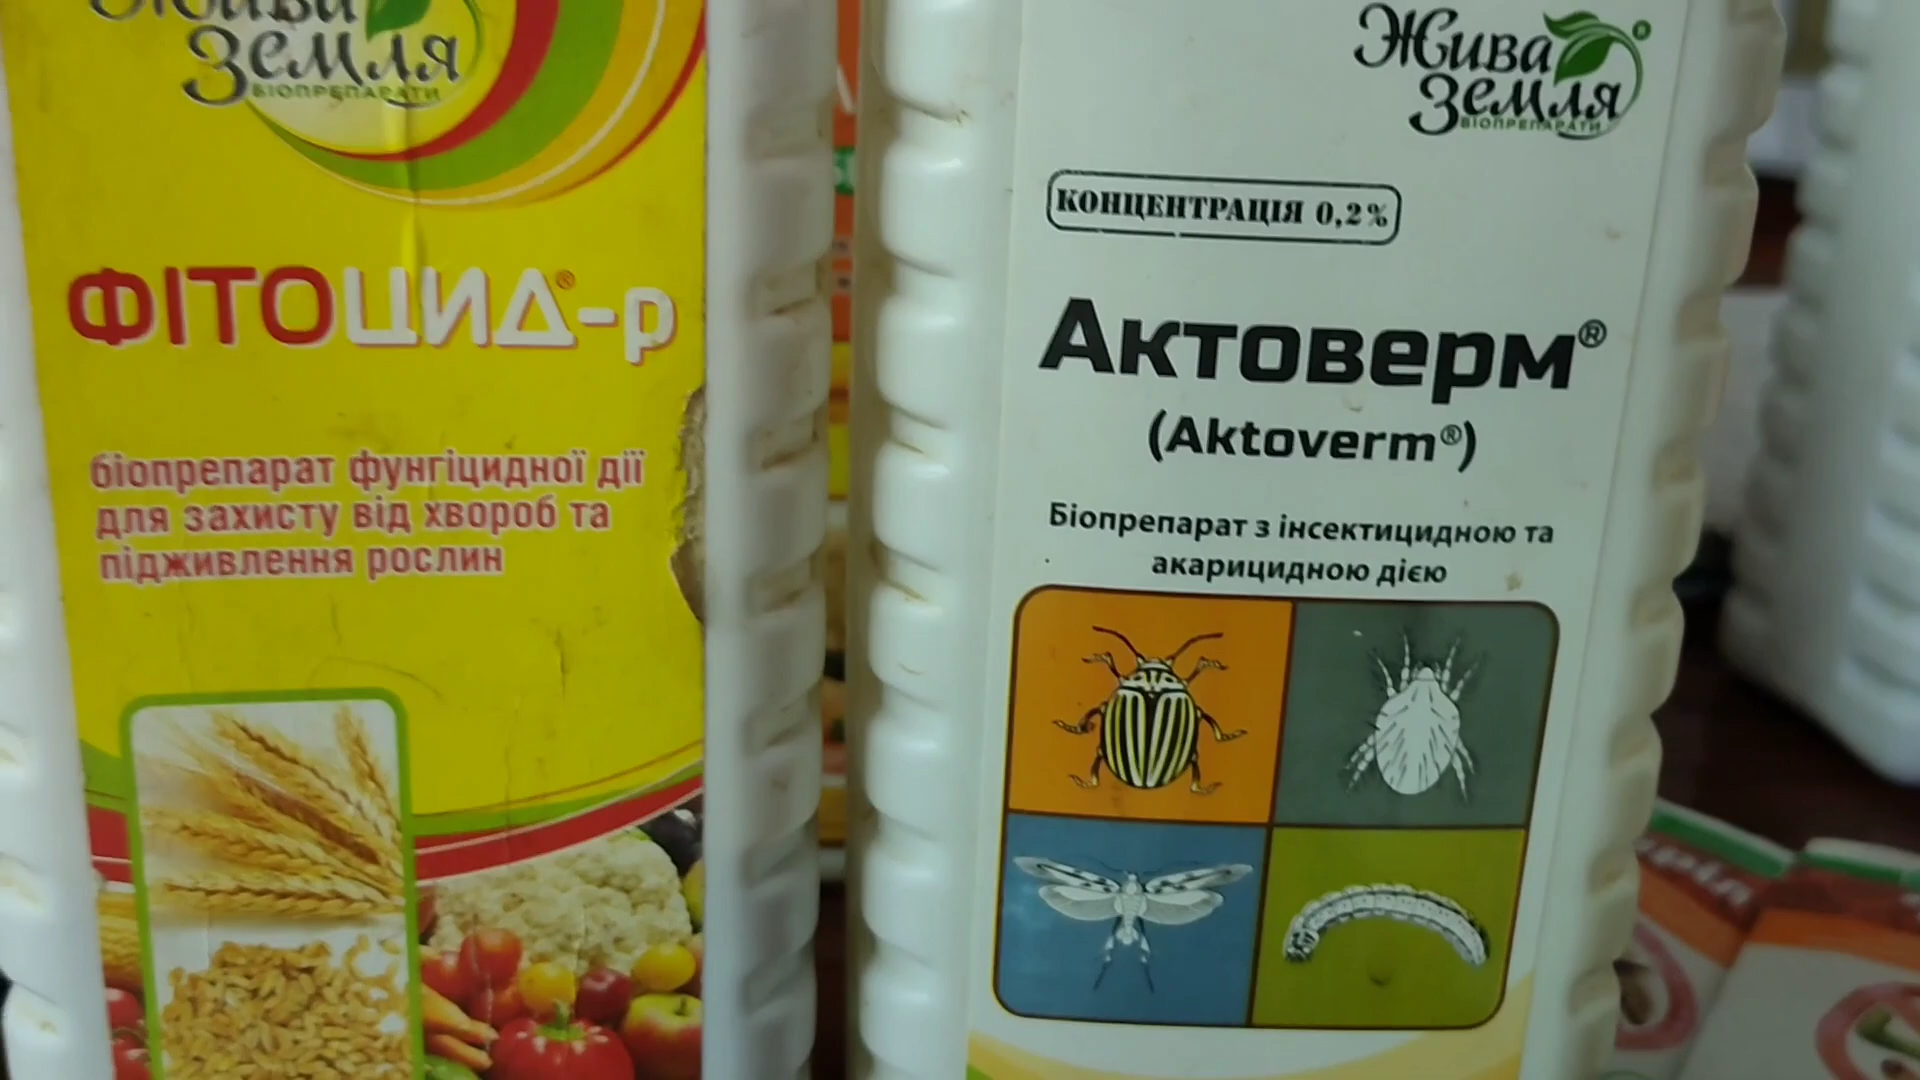 Жива
Земля
БІОПРЕПАРАТИ
ФІТОЦИД®-р
біопрепарат фунгіцидної дії
для захисту від хвороб та
підживлення рослин
Жива
Земля®
БІОПРЕПАРАТИ
КОНЦЕНТРАЦІЯ 0,2%
Актоверм®
(Aktoverm®)
Біопрепарат з інсектицидною та
акарицидною дією